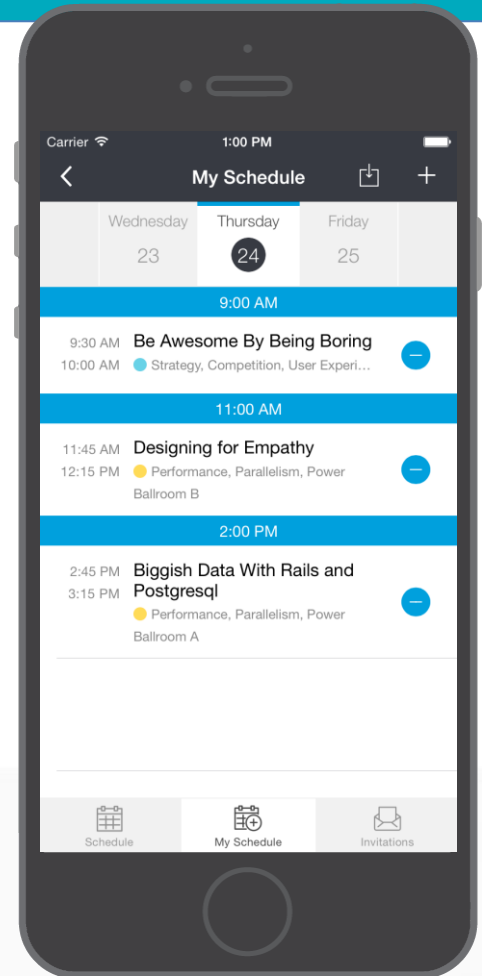 Carrier 1:00 PM
My Schedule
Wednesday Thursday Friday
23 24 25
9:00 AM
9:30 AM Be Awesome By Being Boring
10:00 AM Strategy, Competition, User Experi...
11:00 AM
11:45 AM Designing for Empathy
12:15 PM Performance, Parallelism, Power
Ballroom B
2:00 PM
2:45 PM Biggish Data With Rails and
3:15 PM Postgresql
Performance, Parallelism, Power
Ballroom A
Schedule My Schedule Invitations